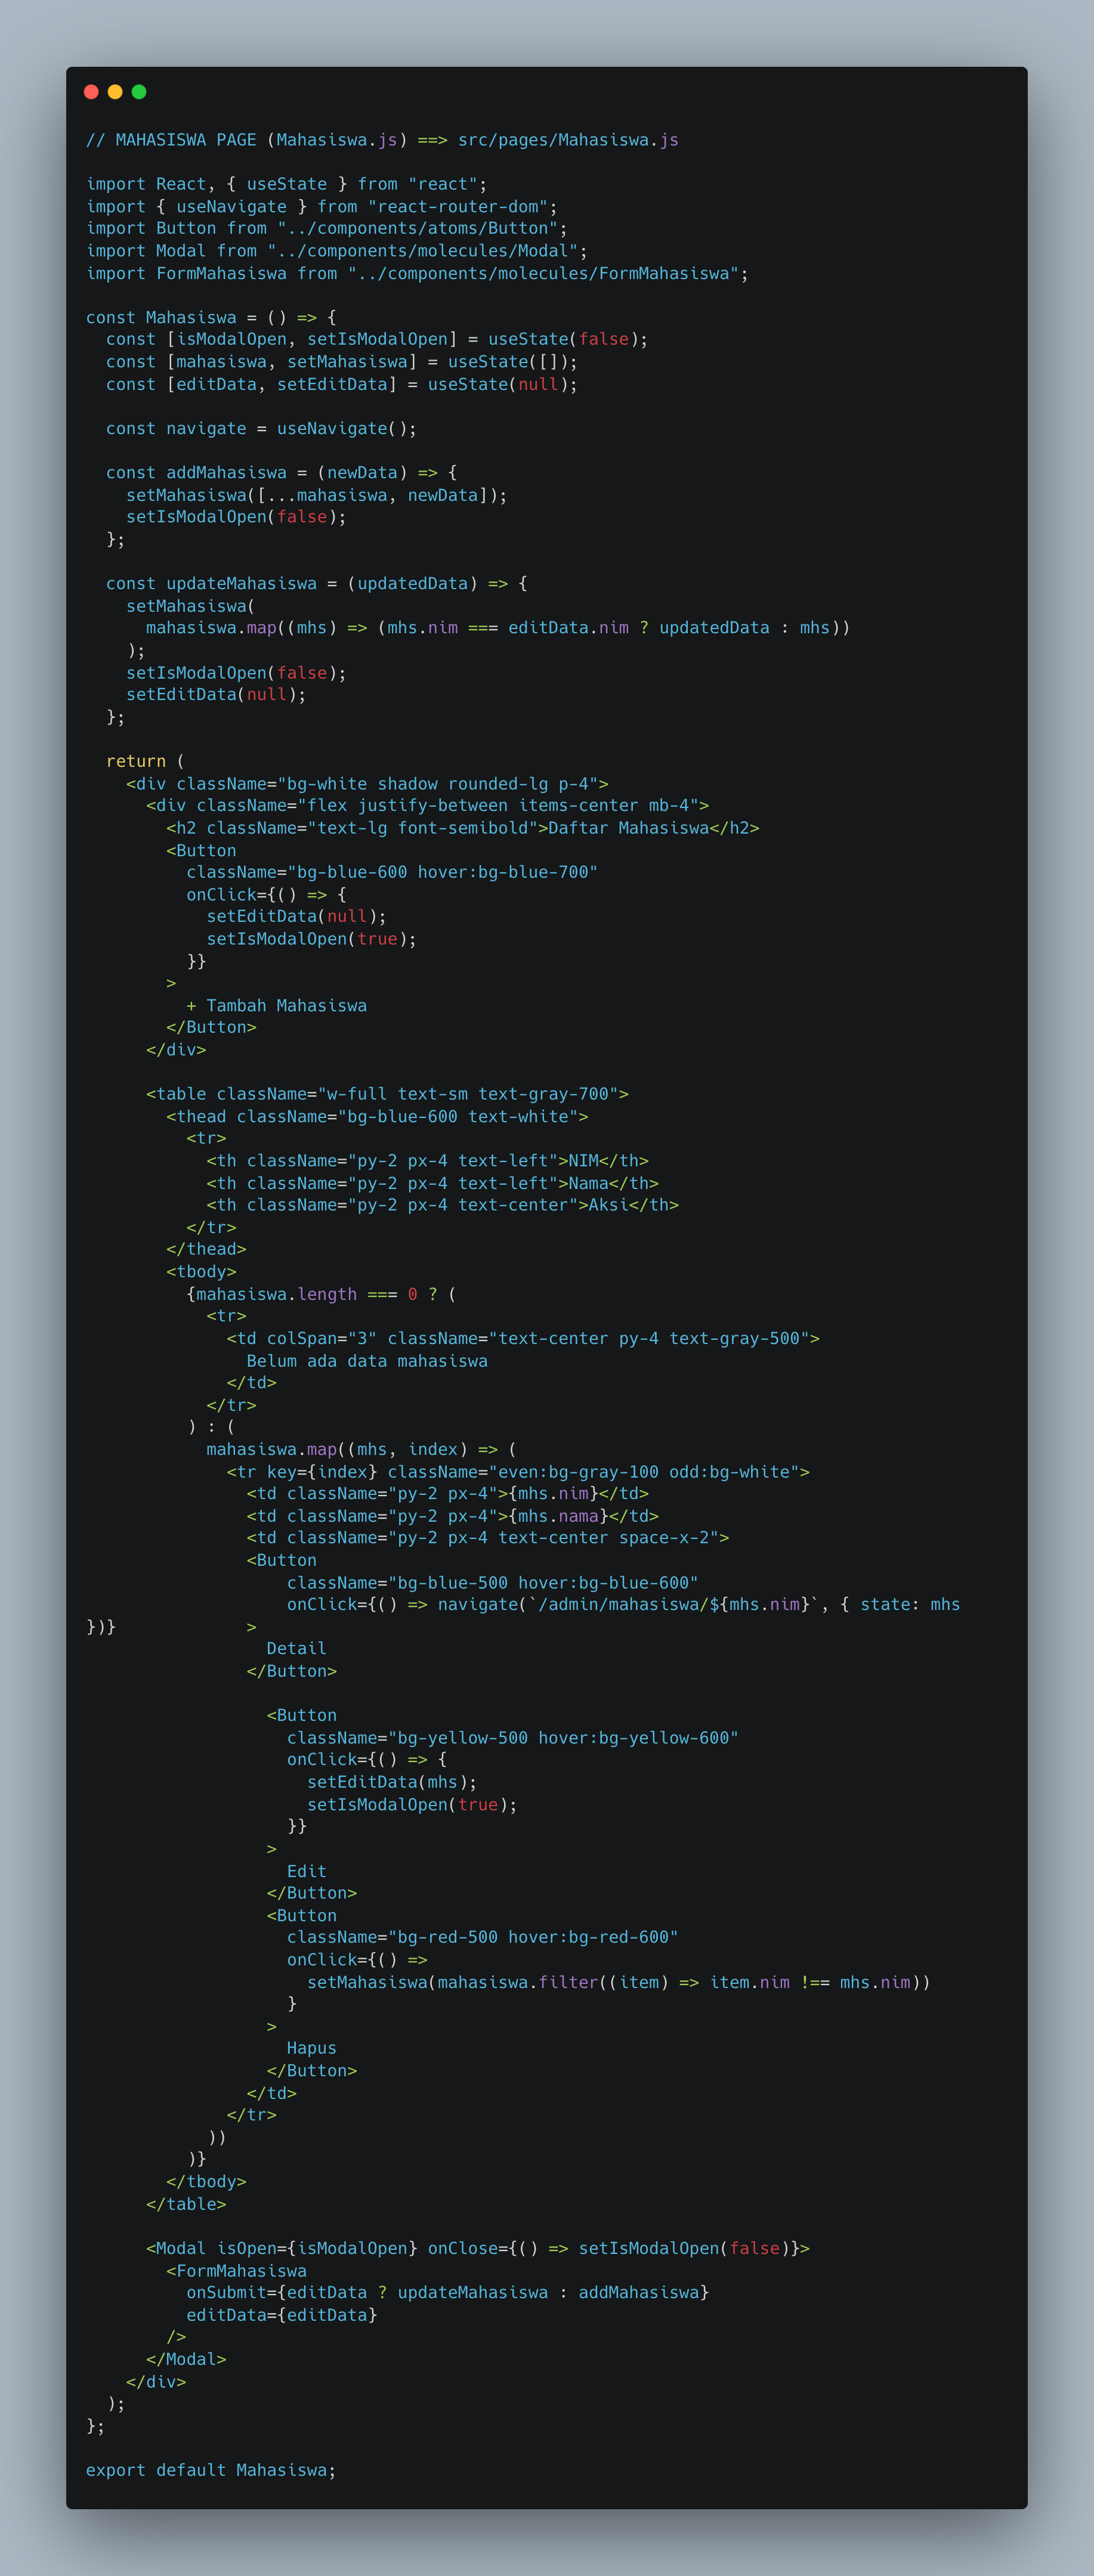 // MAHASISWA PAGE (Mahasiswa.js) ==> src/pages/Mahasiswa.js

import React, { useState } from "react";
import { useNavigate } from "react-router-dom";
import Button from "../components/atoms/Button";
import Modal from "../components/molecules/Modal";
import FormMahasiswa from "../components/molecules/FormMahasiswa";

const Mahasiswa = () => {
  const [isModalOpen, setIsModalOpen] = useState(false);
  const [mahasiswa, setMahasiswa] = useState([]);
  const [editData, setEditData] = useState(null);

  const navigate = useNavigate();

  const addMahasiswa = (newData) => {
    setMahasiswa([...mahasiswa, newData]);
    setIsModalOpen(false);
  };

  const updateMahasiswa = (updatedData) => {
    setMahasiswa(
      mahasiswa.map((mhs) => (mhs.nim === editData.nim ? updatedData : mhs))
    );
    setIsModalOpen(false);
    setEditData(null);
  };

  return (
    <div className="bg-white shadow rounded-lg p-4">
      <div className="flex justify-between items-center mb-4">
        <h2 className="text-lg font-semibold">Daftar Mahasiswa</h2>
        <Button
          className="bg-blue-600 hover:bg-blue-700"
          onClick={() => {
            setEditData(null);
            setIsModalOpen(true);
          }}
        >
          + Tambah Mahasiswa
        </Button>
      </div>

      <table className="w-full text-sm text-gray-700">
        <thead className="bg-blue-600 text-white">
          <tr>
            <th className="py-2 px-4 text-left">NIM</th>
            <th className="py-2 px-4 text-left">Nama</th>
            <th className="py-2 px-4 text-center">Aksi</th>
          </tr>
        </thead>
        <tbody>
          {mahasiswa.length === 0 ? (
            <tr>
              <td colSpan="3" className="text-center py-4 text-gray-500">
                Belum ada data mahasiswa
              </td>
            </tr>
          ) : (
            mahasiswa.map((mhs, index) => (
              <tr key={index} className="even:bg-gray-100 odd:bg-white">
                <td className="py-2 px-4">{mhs.nim}</td>
                <td className="py-2 px-4">{mhs.nama}</td>
                <td className="py-2 px-4 text-center space-x-2">
                <Button
                    className="bg-blue-500 hover:bg-blue-600"
                    onClick={() => navigate(`/admin/mahasiswa/${mhs.nim}`, { state: mhs
})}             >
                  Detail
                </Button>

                  <Button
                    className="bg-yellow-500 hover:bg-yellow-600"
                    onClick={() => {
                      setEditData(mhs);
                      setIsModalOpen(true);
                    }}
                  >
                    Edit
                  </Button>
                  <Button
                    className="bg-red-500 hover:bg-red-600"
                    onClick={() =>
                      setMahasiswa(mahasiswa.filter((item) => item.nim !== mhs.nim))
                    }
                  >
                    Hapus
                  </Button>
                </td>
              </tr>
            ))
          )}
        </tbody>
      </table>

      <Modal isOpen={isModalOpen} onClose={() => setIsModalOpen(false)}>
        <FormMahasiswa
          onSubmit={editData ? updateMahasiswa : addMahasiswa}
          editData={editData}
        />
      </Modal>
    </div>
  );
};

export default Mahasiswa;